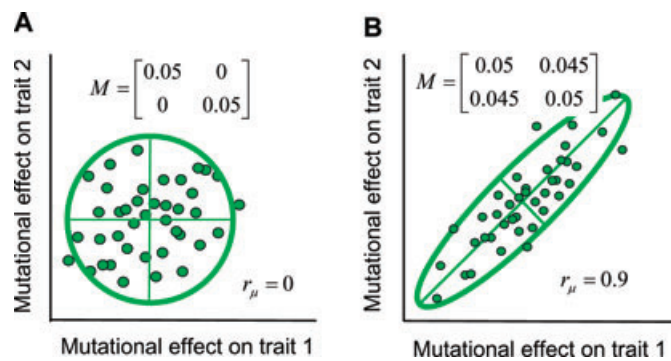 A
Mutational effect on trait 2
M = [0.05 0
0 0.05]
r_μ = 0
Mutational effect on trait 1
B
Mutational effect on trait 2
M = [0.05 0.045
0.045 0.05]
r_μ = 0.9
Mutational effect on trait 1